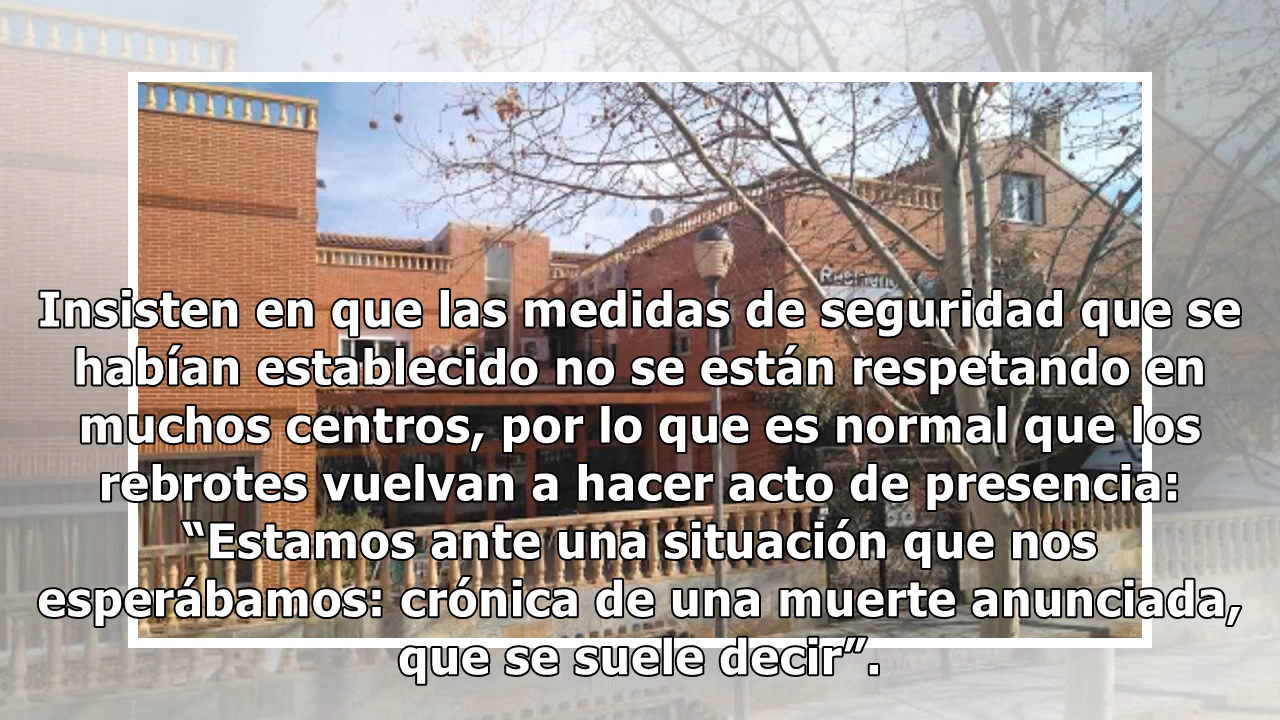 Residencia
Insisten en que las medidas de seguridad que se
habían establecido no se están respetando en
muchos centros, por lo que es normal que los
rebrotes vuelvan a hacer acto de presencia:
“Estamos ante una situación que nos
esperábamos: crónica de una muerte anunciada,
que se suele decir”.